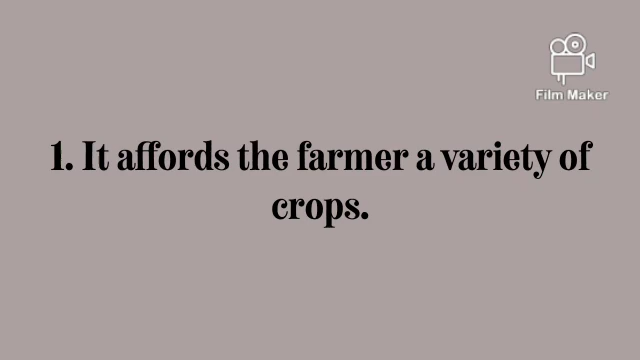 Film Maker
1. It affords the farmer a variety of
crops.